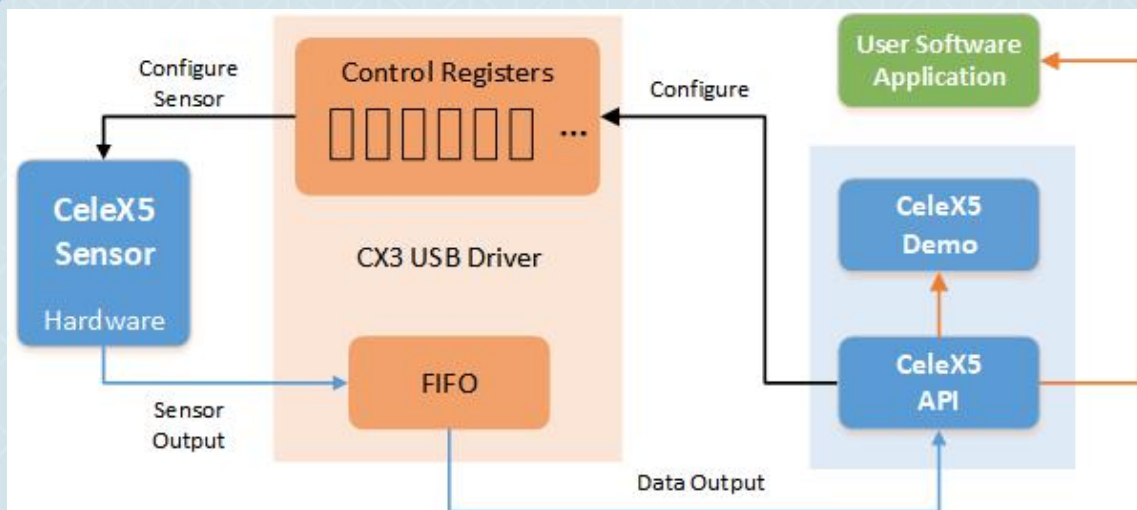 Configure
Sensor
Control Registers
...
Configure
User Software
Application
CeleX5
Sensor
Hardware
CX3 USB Driver
CeleX5
Demo
FIFO
CeleX5
API
Sensor
Output
Data Output